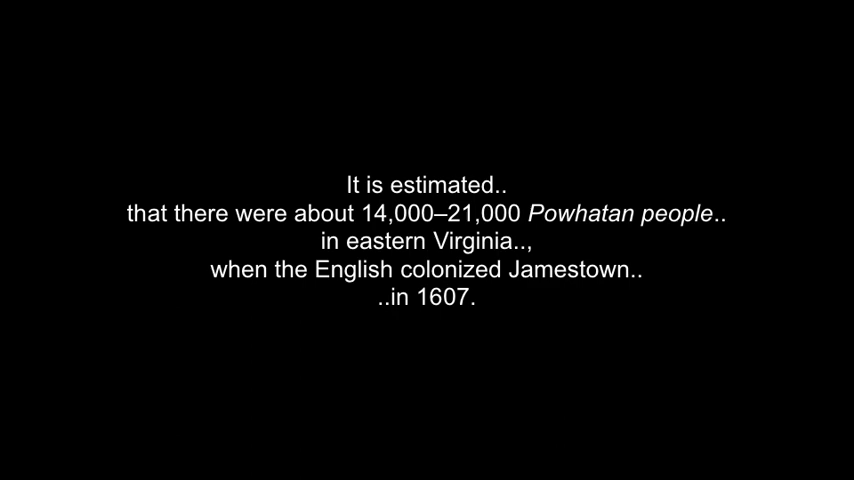 It is estimated..
that there were about 14,000–21,000 Powhatan people..
in eastern Virginia..,
when the English colonized Jamestown..
..in 1607.